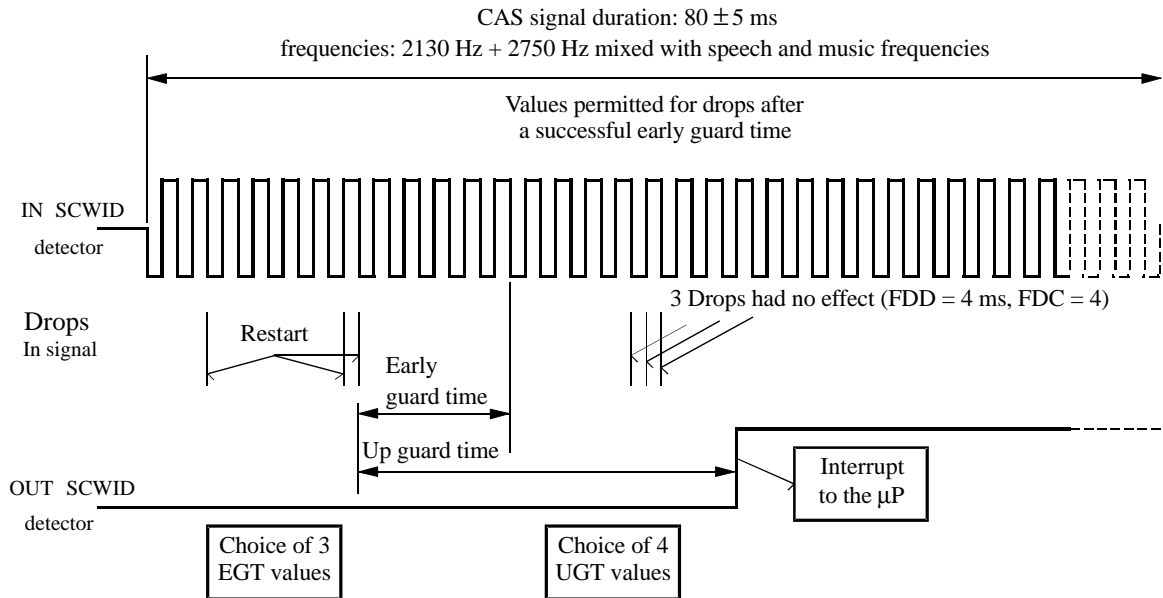 CAS signal duration: 80 ± 5 ms
frequencies: 2130 Hz + 2750 Hz mixed with speech and music frequencies
Values permitted for drops after
a successful early guard time
IN SCWID
detector
3 Drops had no effect (FDD = 4 ms, FDC = 4)
Drops
In signal
Restart
Early
guard time
Up guard time
Interrupt
to the μP
OUT SCWID
detector
Choice of 3
EGT values
Choice of 4
UGT values